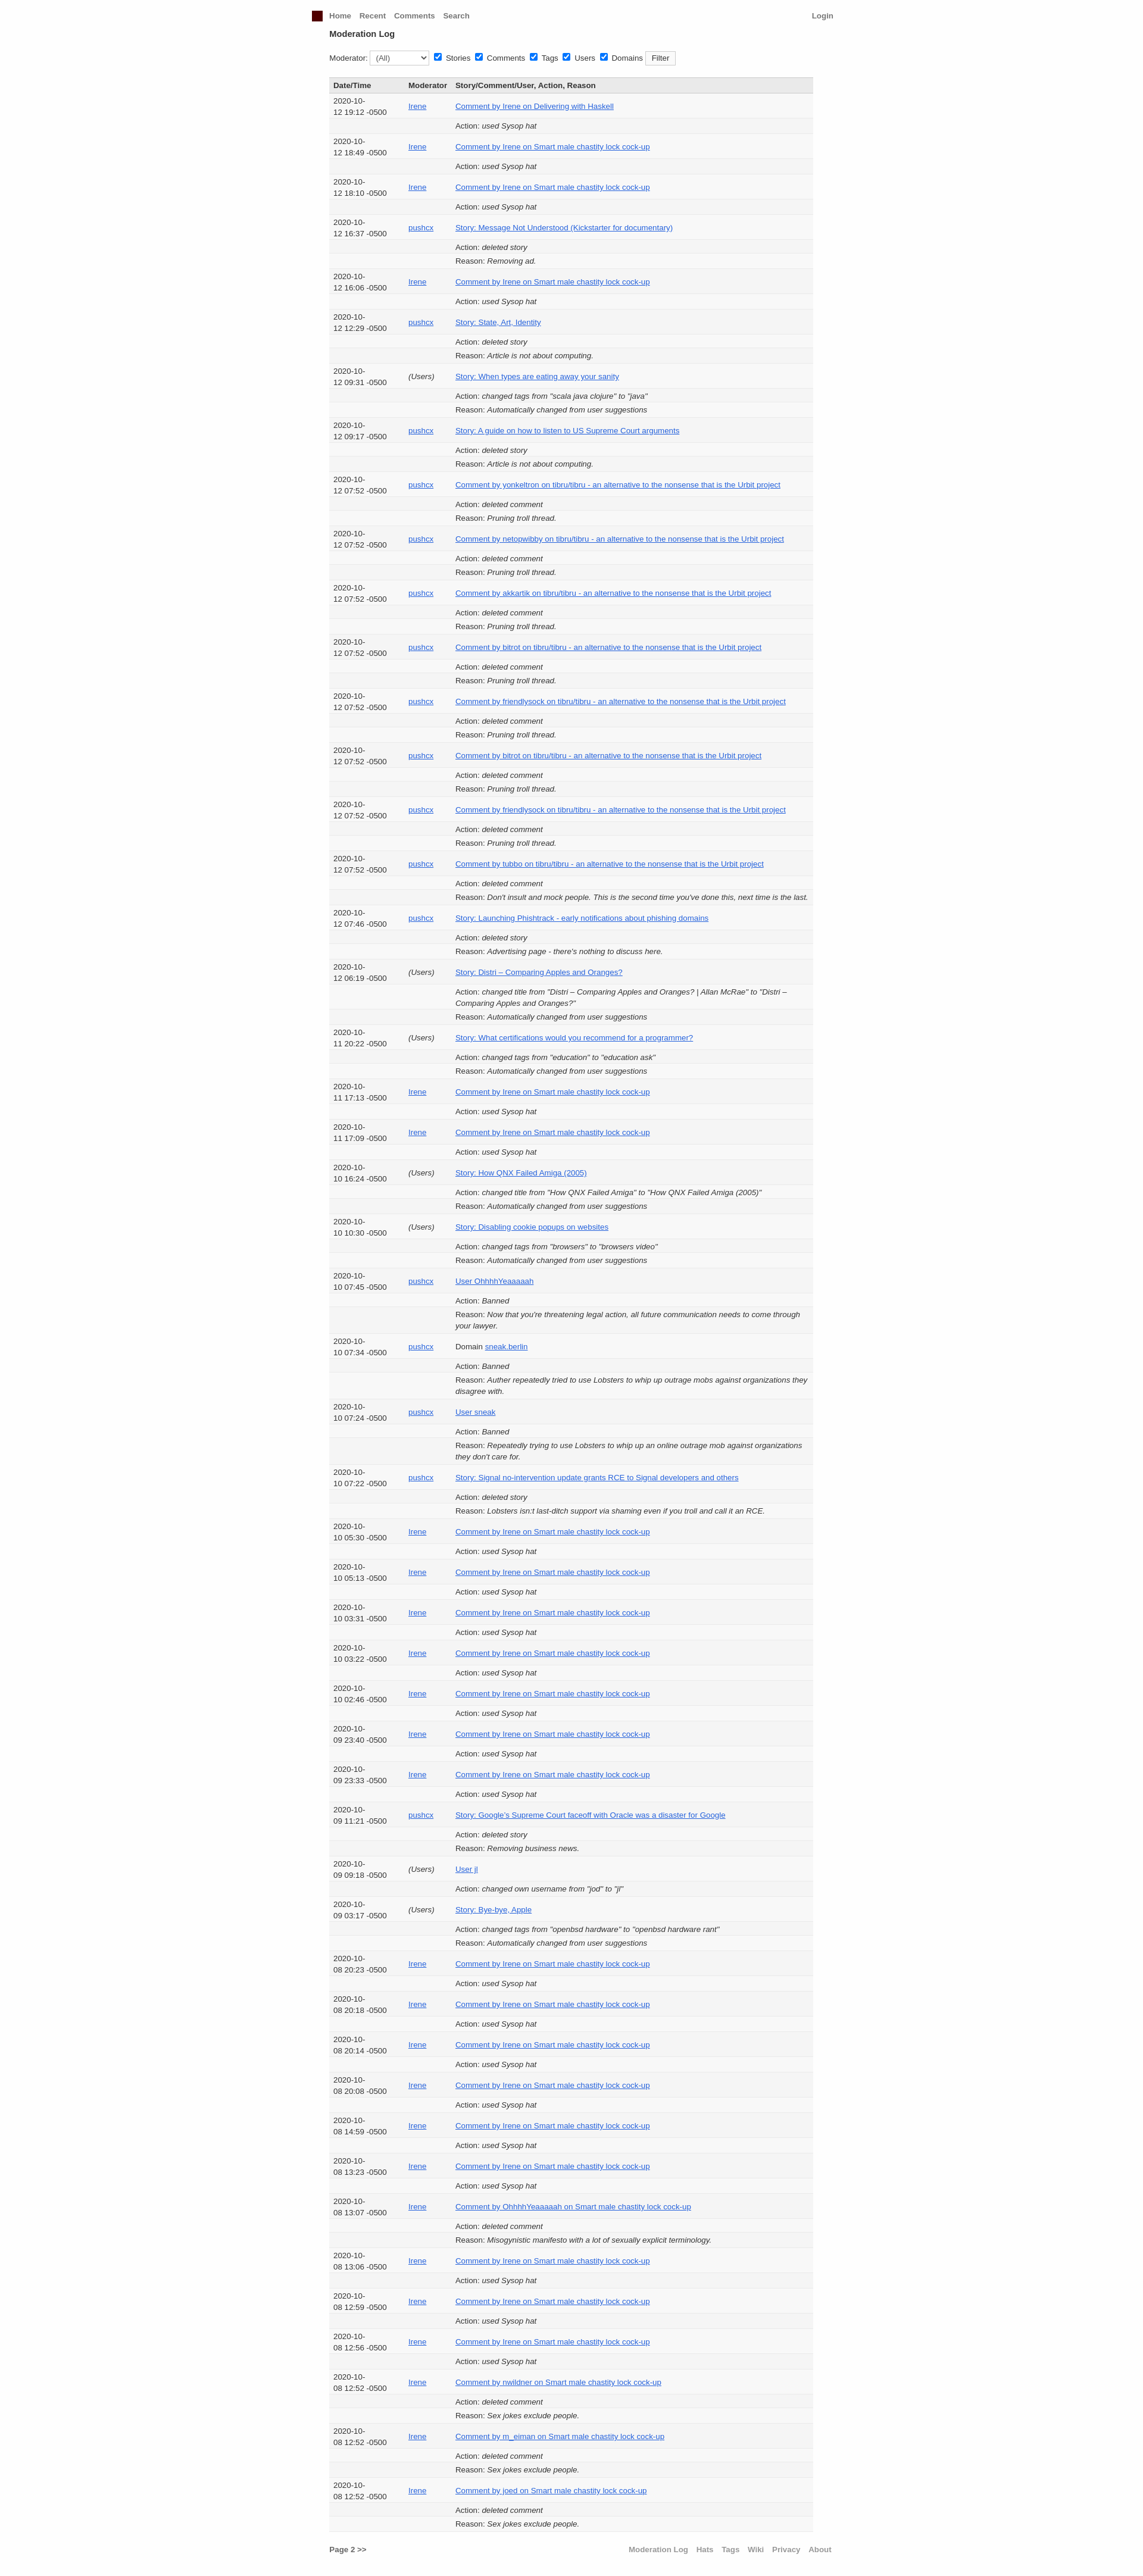 Home Recent Comments Search Login
Moderation Log
Moderator: (All) Stories Comments Tags Users Domains Filter
Date/Time Moderator Story/Comment/User, Action, Reason
2020-10-
12 19:12 -0500 Irene Comment by Irene on Delivering with Haskell
Action: used Sysop hat
2020-10-
12 18:49 -0500 Irene Comment by Irene on Smart male chastity lock cock-up
Action: used Sysop hat
2020-10-
12 18:10 -0500 Irene Comment by Irene on Smart male chastity lock cock-up
Action: used Sysop hat
2020-10-
12 16:37 -0500 pushcx Story: Message Not Understood (Kickstarter for documentary)
Action: deleted story
Reason: Removing ad.
2020-10-
12 16:06 -0500 Irene Comment by Irene on Smart male chastity lock cock-up
Action: used Sysop hat
2020-10-
12 12:29 -0500 pushcx Story: State, Art, Identity
Action: deleted story
Reason: Article is not about computing.
2020-10-
12 09:31 -0500 (Users) Story: When types are eating away your sanity
Action: changed tags from "scala java clojure" to "java"
Reason: Automatically changed from user suggestions
2020-10-
12 09:17 -0500 pushcx Story: A guide on how to listen to US Supreme Court arguments
Action: deleted story
Reason: Article is not about computing.
2020-10-
12 07:52 -0500 pushcx Comment by yonkeltron on tibru/tibru - an alternative to the nonsense that is the Urbit project
Action: deleted comment
Reason: Pruning troll thread.
2020-10-
12 07:52 -0500 pushcx Comment by netopwibby on tibru/tibru - an alternative to the nonsense that is the Urbit project
Action: deleted comment
Reason: Pruning troll thread.
2020-10-
12 07:52 -0500 pushcx Comment by akkartik on tibru/tibru - an alternative to the nonsense that is the Urbit project
Action: deleted comment
Reason: Pruning troll thread.
2020-10-
12 07:52 -0500 pushcx Comment by bitrot on tibru/tibru - an alternative to the nonsense that is the Urbit project
Action: deleted comment
Reason: Pruning troll thread.
2020-10-
12 07:52 -0500 pushcx Comment by friendlysock on tibru/tibru - an alternative to the nonsense that is the Urbit project
Action: deleted comment
Reason: Pruning troll thread.
2020-10-
12 07:52 -0500 pushcx Comment by bitrot on tibru/tibru - an alternative to the nonsense that is the Urbit project
Action: deleted comment
Reason: Pruning troll thread.
2020-10-
12 07:52 -0500 pushcx Comment by friendlysock on tibru/tibru - an alternative to the nonsense that is the Urbit project
Action: deleted comment
Reason: Pruning troll thread.
2020-10-
12 07:52 -0500 pushcx Comment by tubbo on tibru/tibru - an alternative to the nonsense that is the Urbit project
Action: deleted comment
Reason: Don't insult and mock people. This is the second time you've done this, next time is the last.
2020-10-
12 07:46 -0500 pushcx Story: Launching Phishtrack - early notifications about phishing domains
Action: deleted story
Reason: Advertising page - there's nothing to discuss here.
2020-10-
12 06:19 -0500 (Users) Story: Distri – Comparing Apples and Oranges?
Action: changed title from "Distri – Comparing Apples and Oranges? | Allan McRae" to "Distri –
Comparing Apples and Oranges?"
Reason: Automatically changed from user suggestions
2020-10-
11 20:22 -0500 (Users) Story: What certifications would you recommend for a programmer?
Action: changed tags from "education" to "education ask"
Reason: Automatically changed from user suggestions
2020-10-
11 17:13 -0500 Irene Comment by Irene on Smart male chastity lock cock-up
Action: used Sysop hat
2020-10-
11 17:09 -0500 Irene Comment by Irene on Smart male chastity lock cock-up
Action: used Sysop hat
2020-10-
10 16:24 -0500 (Users) Story: How QNX Failed Amiga (2005)
Action: changed title from "How QNX Failed Amiga" to "How QNX Failed Amiga (2005)"
Reason: Automatically changed from user suggestions
2020-10-
10 10:30 -0500 (Users) Story: Disabling cookie popups on websites
Action: changed tags from "browsers" to "browsers video"
Reason: Automatically changed from user suggestions
2020-10-
10 07:45 -0500 pushcx User OhhhhYeaaaaah
Action: Banned
Reason: Now that you're threatening legal action, all future communication needs to come through
your lawyer.
2020-10-
10 07:34 -0500 pushcx Domain sneak.berlin
Action: Banned
Reason: Auther repeatedly tried to use Lobsters to whip up outrage mobs against organizations they
disagree with.
2020-10-
10 07:24 -0500 pushcx User sneak
Action: Banned
Reason: Repeatedly trying to use Lobsters to whip up an online outrage mob against organizations
they don't care for.
2020-10-
10 07:22 -0500 pushcx Story: Signal no-intervention update grants RCE to Signal developers and others
Action: deleted story
Reason: Lobsters isn:t last-ditch support via shaming even if you troll and call it an RCE.
2020-10-
10 05:30 -0500 Irene Comment by Irene on Smart male chastity lock cock-up
Action: used Sysop hat
2020-10-
10 05:13 -0500 Irene Comment by Irene on Smart male chastity lock cock-up
Action: used Sysop hat
2020-10-
10 03:31 -0500 Irene Comment by Irene on Smart male chastity lock cock-up
Action: used Sysop hat
2020-10-
10 03:22 -0500 Irene Comment by Irene on Smart male chastity lock cock-up
Action: used Sysop hat
2020-10-
10 02:46 -0500 Irene Comment by Irene on Smart male chastity lock cock-up
Action: used Sysop hat
2020-10-
09 23:40 -0500 Irene Comment by Irene on Smart male chastity lock cock-up
Action: used Sysop hat
2020-10-
09 23:33 -0500 Irene Comment by Irene on Smart male chastity lock cock-up
Action: used Sysop hat
2020-10-
09 11:21 -0500 pushcx Story: Google's Supreme Court faceoff with Oracle was a disaster for Google
Action: deleted story
Reason: Removing business news.
2020-10-
09 09:18 -0500 (Users) User jl
Action: changed own username from "jod" to "jl"
2020-10-
09 03:17 -0500 (Users) Story: Bye-bye, Apple
Action: changed tags from "openbsd hardware" to "openbsd hardware rant"
Reason: Automatically changed from user suggestions
2020-10-
08 20:23 -0500 Irene Comment by Irene on Smart male chastity lock cock-up
Action: used Sysop hat
2020-10-
08 20:18 -0500 Irene Comment by Irene on Smart male chastity lock cock-up
Action: used Sysop hat
2020-10-
08 20:14 -0500 Irene Comment by Irene on Smart male chastity lock cock-up
Action: used Sysop hat
2020-10-
08 20:08 -0500 Irene Comment by Irene on Smart male chastity lock cock-up
Action: used Sysop hat
2020-10-
08 14:59 -0500 Irene Comment by Irene on Smart male chastity lock cock-up
Action: used Sysop hat
2020-10-
08 13:23 -0500 Irene Comment by Irene on Smart male chastity lock cock-up
Action: used Sysop hat
2020-10-
08 13:07 -0500 Irene Comment by OhhhhYeaaaaah on Smart male chastity lock cock-up
Action: deleted comment
Reason: Misogynistic manifesto with a lot of sexually explicit terminology.
2020-10-
08 13:06 -0500 Irene Comment by Irene on Smart male chastity lock cock-up
Action: used Sysop hat
2020-10-
08 12:59 -0500 Irene Comment by Irene on Smart male chastity lock cock-up
Action: used Sysop hat
2020-10-
08 12:56 -0500 Irene Comment by Irene on Smart male chastity lock cock-up
Action: used Sysop hat
2020-10-
08 12:52 -0500 Irene Comment by nwildner on Smart male chastity lock cock-up
Action: deleted comment
Reason: Sex jokes exclude people.
2020-10-
08 12:52 -0500 Irene Comment by m_eiman on Smart male chastity lock cock-up
Action: deleted comment
Reason: Sex jokes exclude people.
2020-10-
08 12:52 -0500 Irene Comment by joed on Smart male chastity lock cock-up
Action: deleted comment
Reason: Sex jokes exclude people.
Page 2 >> Moderation Log Hats Tags Wiki Privacy About